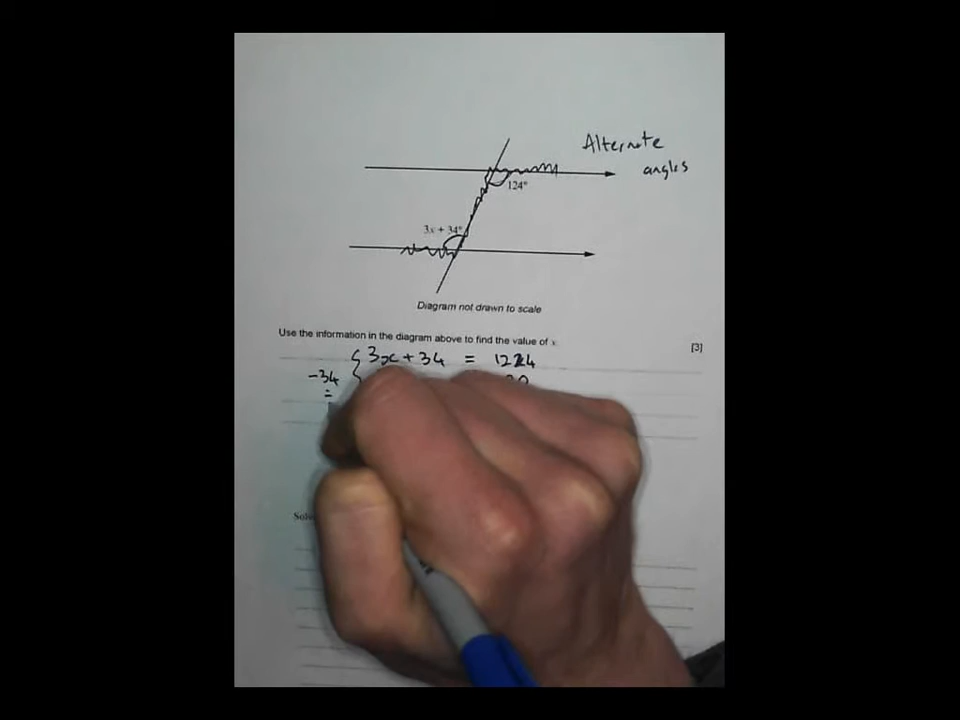 Alternate
angles
124°
3x + 34°
Diagram not drawn to scale
Use the information in the diagram above to find the value of x
[3]
3x + 34 = 124
-34
=